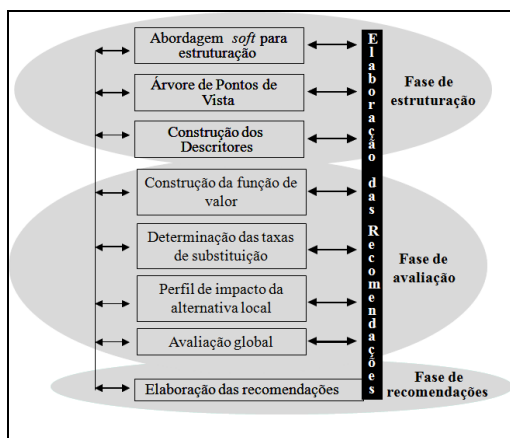 Abordagem soft para
estruturação
Árvore de Pontos de
Vista
Construção dos
Descritores
Construção da função de
valor
Determinação das taxas
de substituição
Perfil de impacto da
alternativa local
Avaliação global
Elaboração das recomendações
Elaboração das Recomendações
Fase de
estruturação
Fase de
avaliação
Fase de
recomendações